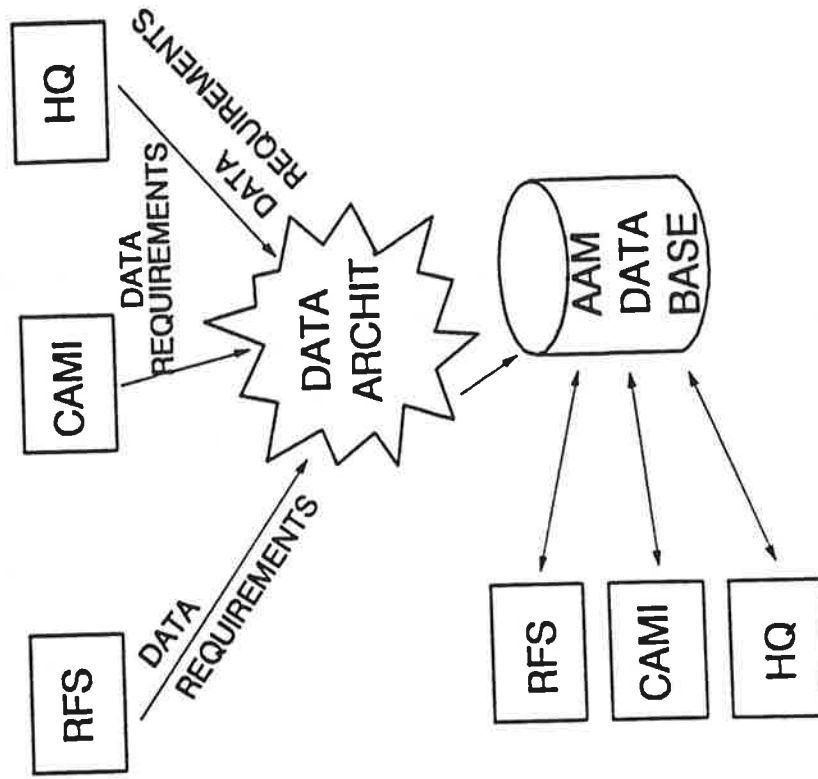 RFS
CAMI
HQ
DATA
REQUIREMENTS
DATA
REQUIREMENTS
DATA
REQUIREMENTS
DATA
ARCHIT
AAM
DATA
BASE
RFS
CAMI
HQ